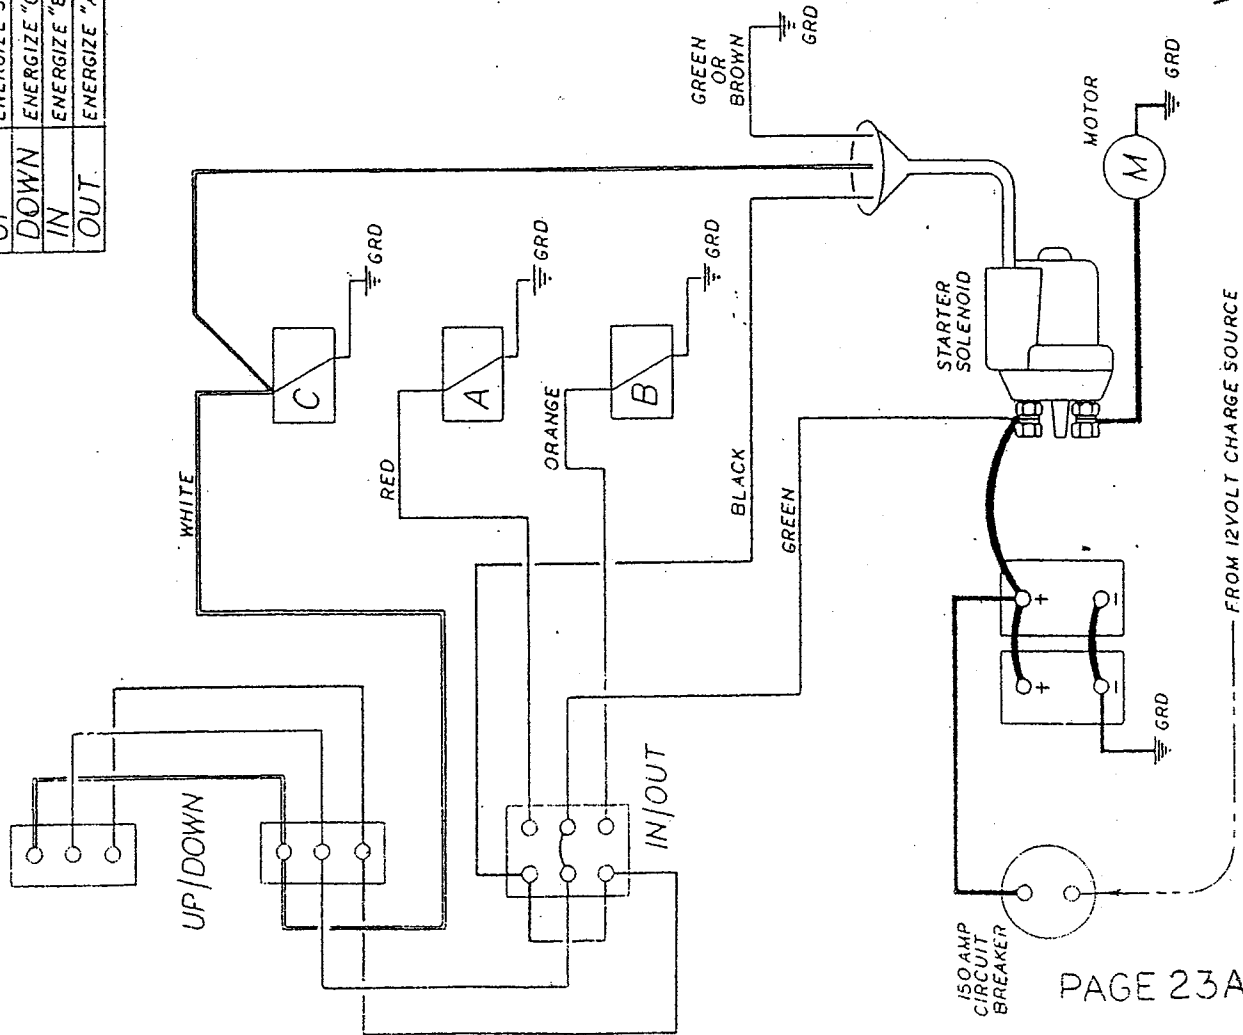 DOWN
ENERGIZE
IN
ENERGIZE
OUT
ENERGIZE
GREEN
OR
BROWN
GRD
MOTOR
GRD
M
C
GRD
A
GRD
B
GRD
WHITE
RED
ORANGE
BLACK
GREEN
STARTER
SOLENOID
UP/DOWN
IN/OUT
+
-
+
-
GRD
FROM 12VOLT CHARGE SOURCE
150 AMP
CIRCUIT
BREAKER
PAGE 23A